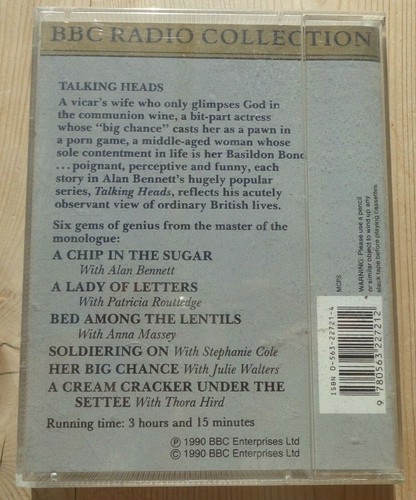 BBC RADIO COLLECTION
TALKING HEADS
A vicar's wife who only glimpses God in
the communion wine, a bit-part actress
whose "big chance" casts her as a pawn in
a porn game, a middle-aged woman whose
sole contentment in life is her Basildon Bond
... poignant, perceptive and funny, each
story in Alan Bennett's hugely popular
series, Talking Heads, reflects his acutely
observant view of ordinary British lives.
Six gems of genius from the master of the
monologue:
A CHIP IN THE SUGAR
With Alan Bennett
A LADY OF LETTERS
With Patricia Routledge
BED AMONG THE LENTILS
With Anna Massey
SOLDIERING ON With Stephanie Cole
HER BIG CHANCE With Julie Walters
A CREAM CRACKER UNDER THE
SETTEE With Thora Hird
Running time: 3 hours and 15 minutes
℗ 1990 BBC Enterprises Ltd
© 1990 BBC Enterprises Ltd
MCPS
WARNING: Please use a pencil
or similar object to wind up any
slack tape before playing cassettes.
ISBN 0-563-22721-4
9 780563 227212